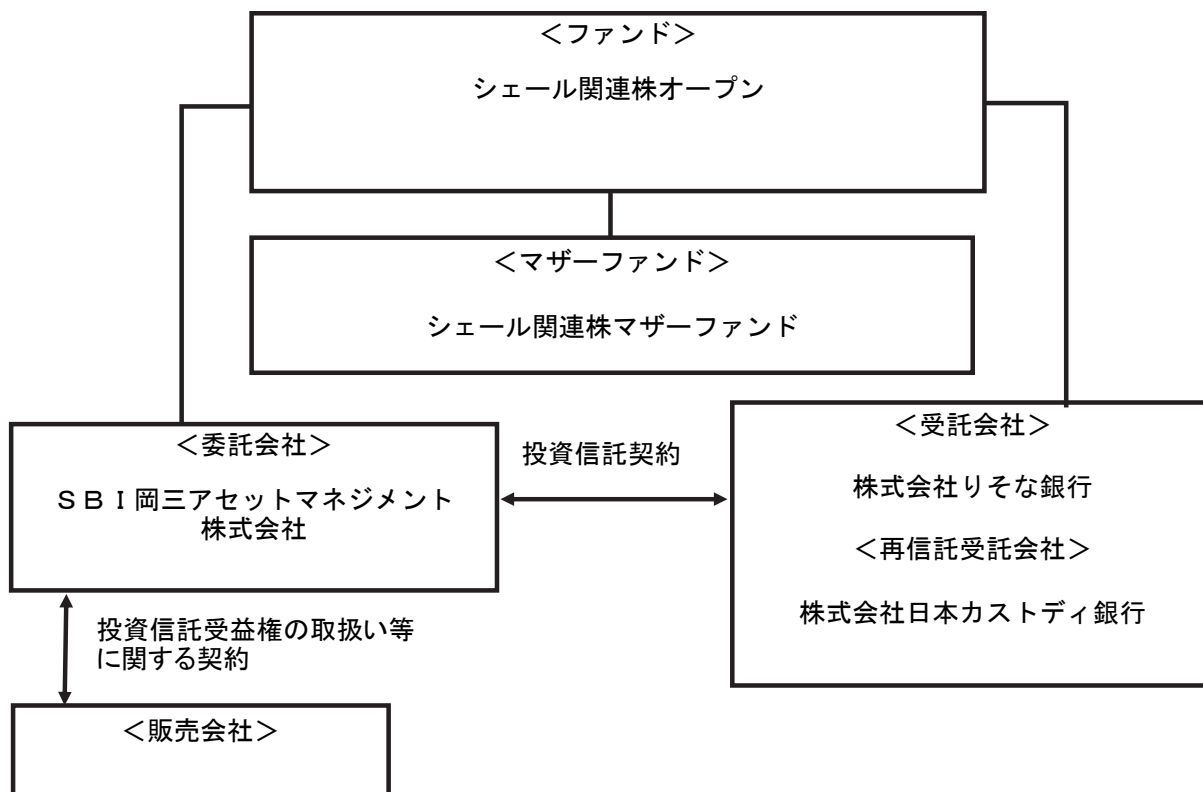 ＜ファンド＞
シェール関連株オープン
＜マザーファンド＞
シェール関連株マザーファンド
＜委託会社＞
ＳＢＩ岡三アセットマネジメント
株式会社
投資信託契約
＜受託会社＞
株式会社りそな銀行
＜再信託受託会社＞
株式会社日本カストディ銀行
投資信託受益権の取扱い等
に関する契約
＜販売会社＞